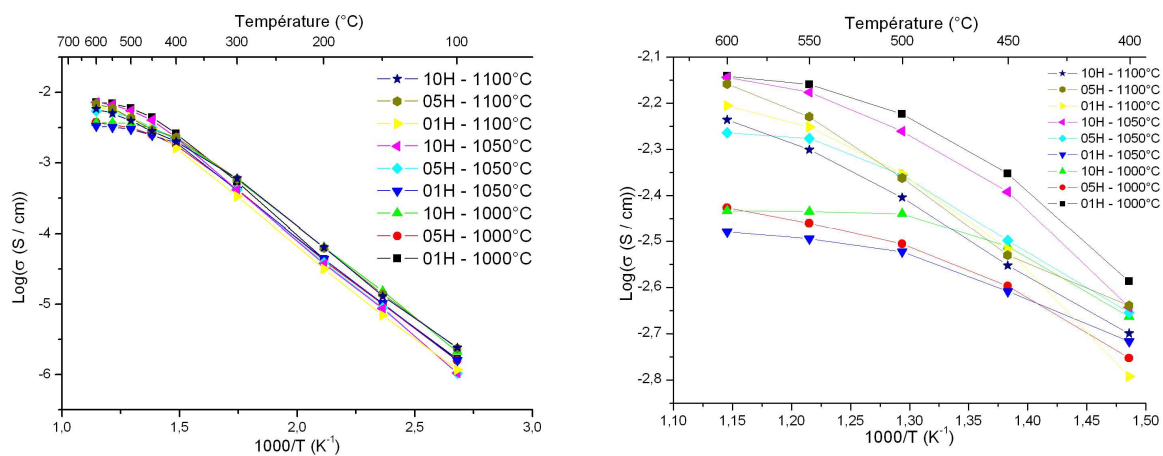 Température (°C)
700 600 500 400 300 200 100
-2
-3
-4
-5
-6
Log(σ (S / cm))
10H - 1100°C
05H - 1100°C
01H - 1100°C
10H - 1050°C
05H - 1050°C
01H - 1050°C
10H - 1000°C
05H - 1000°C
01H - 1000°C
1,0 1,5 2,0 2,5 3,0
1000/T (K⁻¹)
Température (°C)
600 550 500 450 400
-2,1
-2,2
-2,3
-2,4
-2,5
-2,6
-2,7
-2,8
Log(σ (S / cm))
10H - 1100°C
05H - 1100°C
01H - 1100°C
10H - 1050°C
05H - 1050°C
01H - 1050°C
10H - 1000°C
05H - 1000°C
01H - 1000°C
1,10 1,15 1,20 1,25 1,30 1,35 1,40 1,45 1,50
1000/T (K⁻¹)